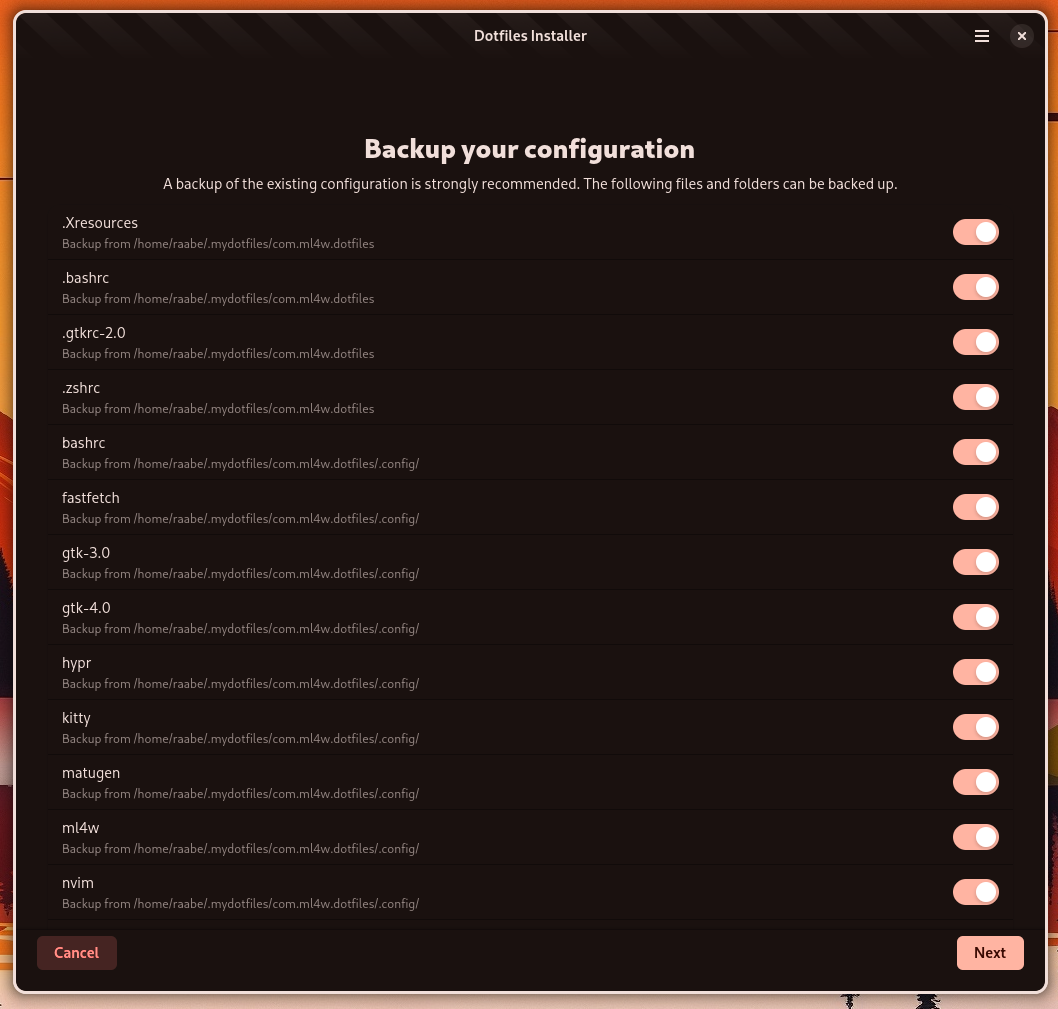 Dotfiles Installer
Backup your configuration
A backup of the existing configuration is strongly recommended. The following files and folders can be backed up.
.Xresources
Backup from /home/raabe/.mydotfiles/com.ml4w.dotfiles
.bashrc
Backup from /home/raabe/.mydotfiles/com.ml4w.dotfiles
.gtkrc-2.0
Backup from /home/raabe/.mydotfiles/com.ml4w.dotfiles
.zshrc
Backup from /home/raabe/.mydotfiles/com.ml4w.dotfiles
bashrc
Backup from /home/raabe/.mydotfiles/com.ml4w.dotfiles/.config/
fastfetch
Backup from /home/raabe/.mydotfiles/com.ml4w.dotfiles/.config/
gtk-3.0
Backup from /home/raabe/.mydotfiles/com.ml4w.dotfiles/.config/
gtk-4.0
Backup from /home/raabe/.mydotfiles/com.ml4w.dotfiles/.config/
hypr
Backup from /home/raabe/.mydotfiles/com.ml4w.dotfiles/.config/
kitty
Backup from /home/raabe/.mydotfiles/com.ml4w.dotfiles/.config/
matugen
Backup from /home/raabe/.mydotfiles/com.ml4w.dotfiles/.config/
ml4w
Backup from /home/raabe/.mydotfiles/com.ml4w.dotfiles/.config/
nvim
Backup from /home/raabe/.mydotfiles/com.ml4w.dotfiles/.config/
Cancel
Next